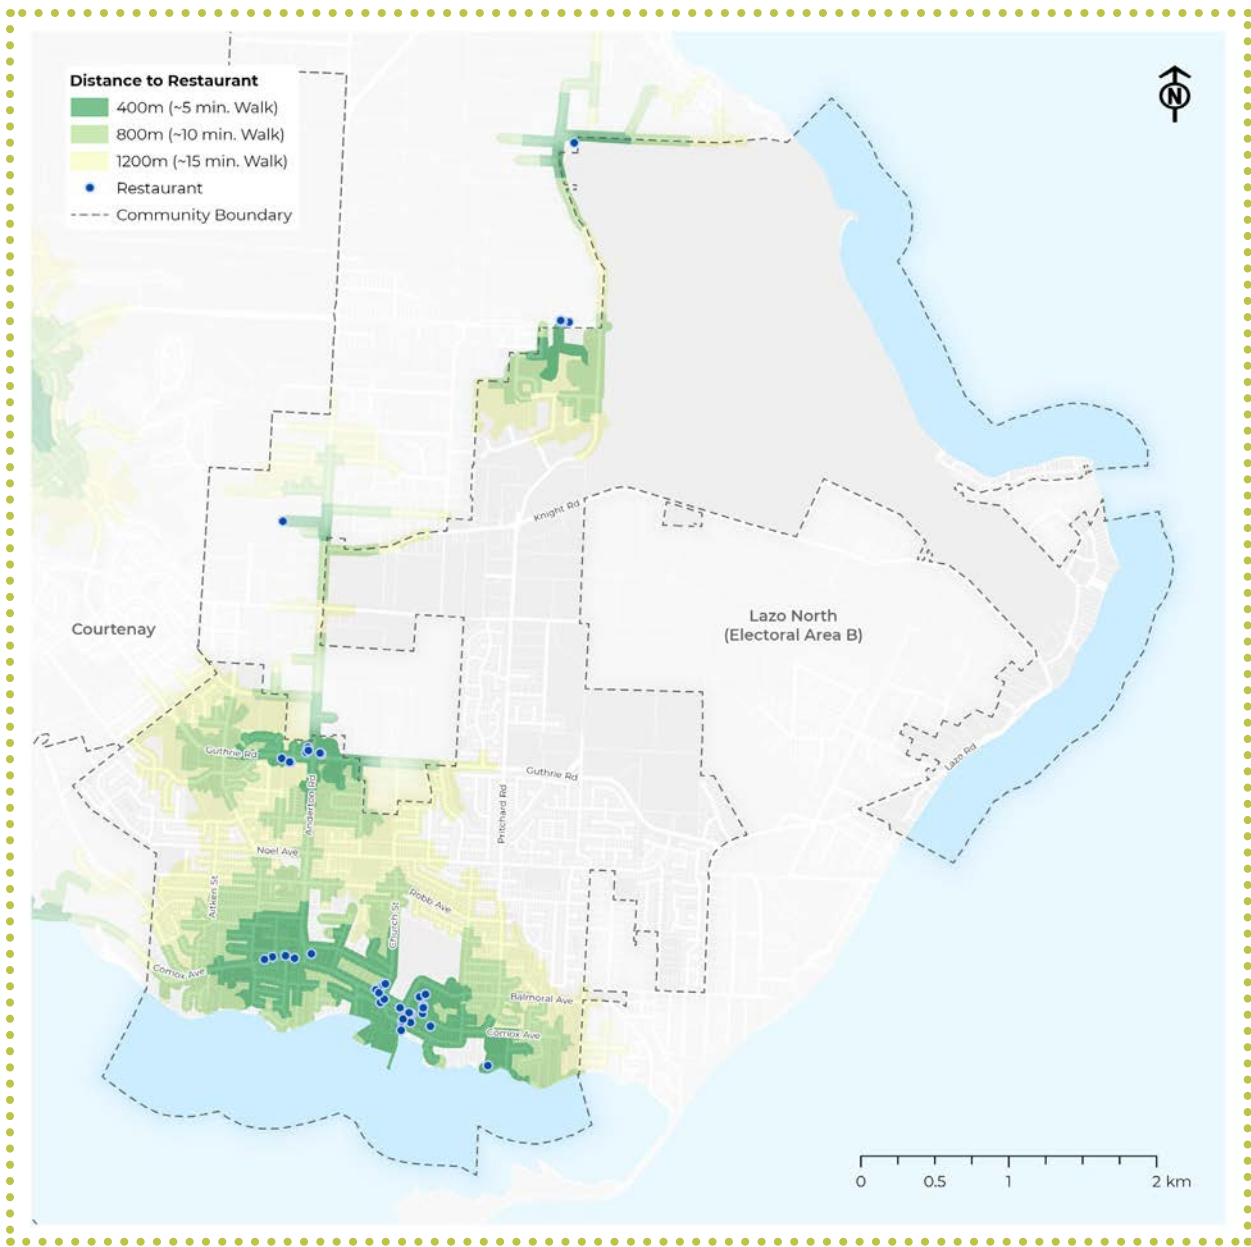 Distance to Restaurant
400m (~5 min. Walk)
800m (~10 min. Walk)
1200m (~15 min. Walk)
Restaurant
Community Boundary
N
Knight Rd
Courtenay
Lazo North
(Electoral Area B)
Guthrie Rd
Lazo Rd
Guthrie Rd
Anderton Rd
Pritchard Rd
Noel Ave
Aitken St
Robb Ave
Church St
Comox Ave
Balmoral Ave
Comox Ave
0 0.5 1 2 km